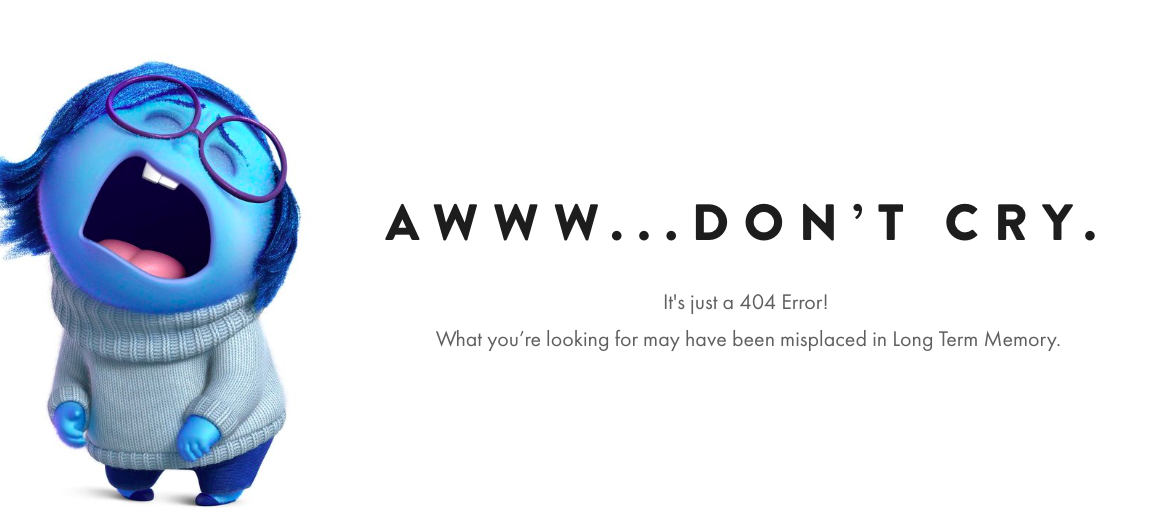 AWWW...DON’T CRY.
It's just a 404 Error!
What you’re looking for may have been misplaced in Long Term Memory.